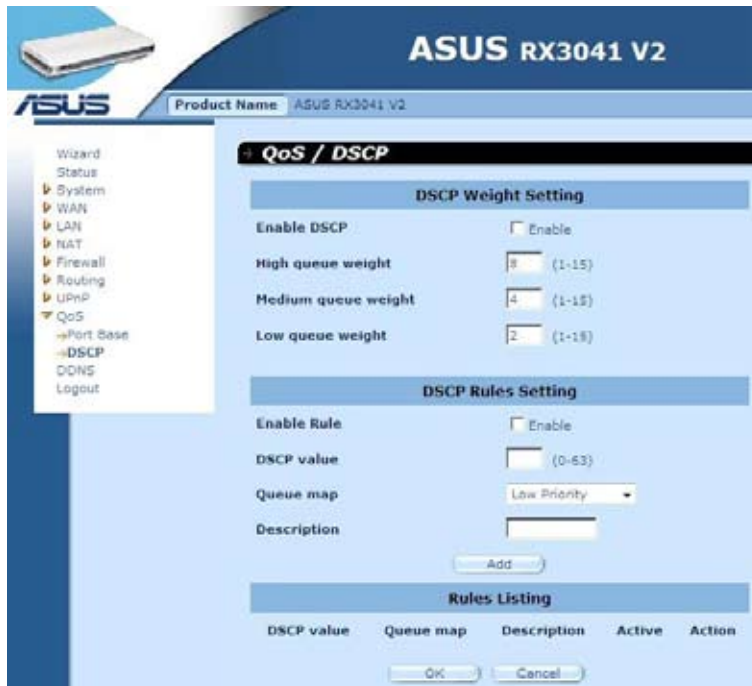 ASUS RX3041 V2
ASUS
Product Name ASUS RX3041 V2
Wizard
Status
System
WAN
LAN
NAT
Firewall
Routing
UPnP
QoS
Port Base
DSCP
DDNS
Logout
QoS / DSCP
DSCP Weight Setting
Enable DSCP Enable
High queue weight 8 (1-15)
Medium queue weight 4 (1-15)
Low queue weight 2 (1-15)
DSCP Rules Setting
Enable Rule Enable
DSCP value (0-63)
Queue map Low Priority
Description
Add
Rules Listing
DSCP value Queue map Description Active Action
OK Cancel